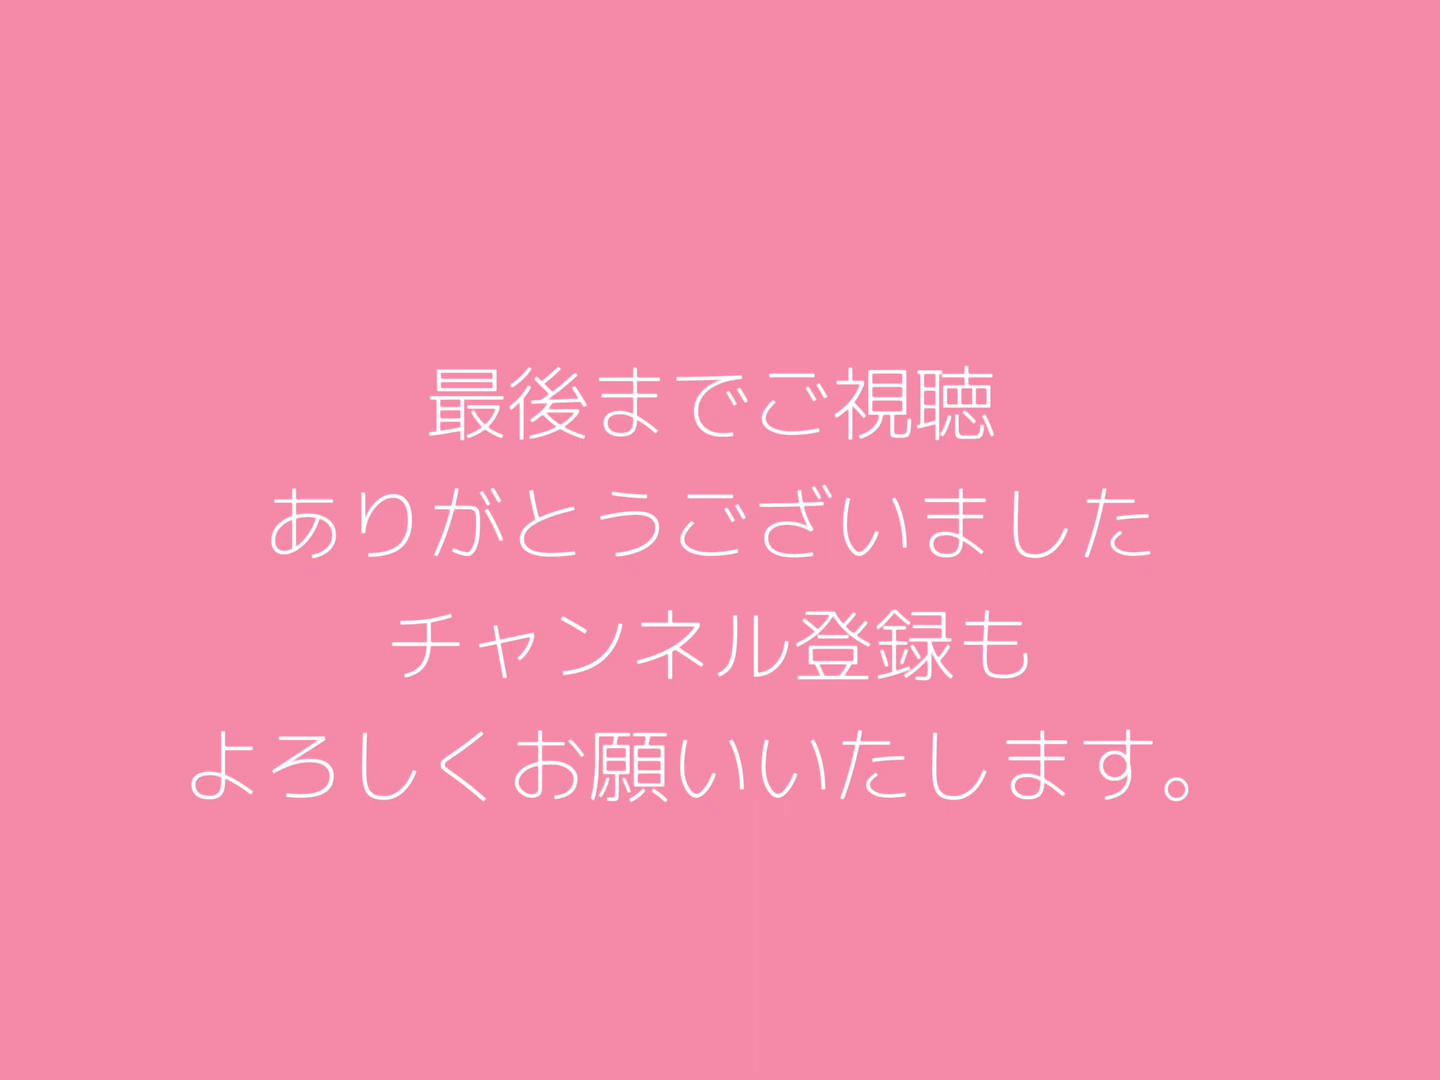 最後までご視聴
ありがとうございました
チャンネル登録も
よろしくお願いいたします。